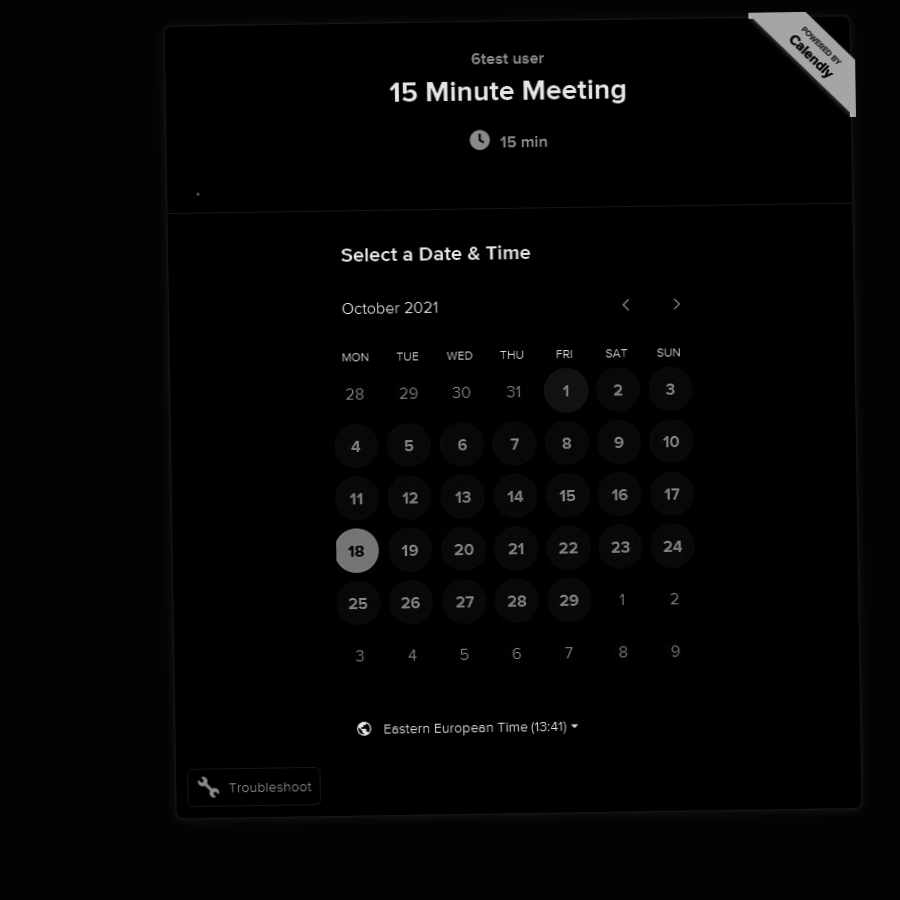 POWERED BY
Calendly
6test user
15 Minute Meeting
15 min
Select a Date & Time
October 2021
MON TUE WED THU FRI SAT SUN
28 29 30 31 1 2 3
4 5 6 7 8 9 10
11 12 13 14 15 16 17
18 19 20 21 22 23 24
25 26 27 28 29 1 2
3 4 5 6 7 8 9
Eastern European Time (13:41)
Troubleshoot